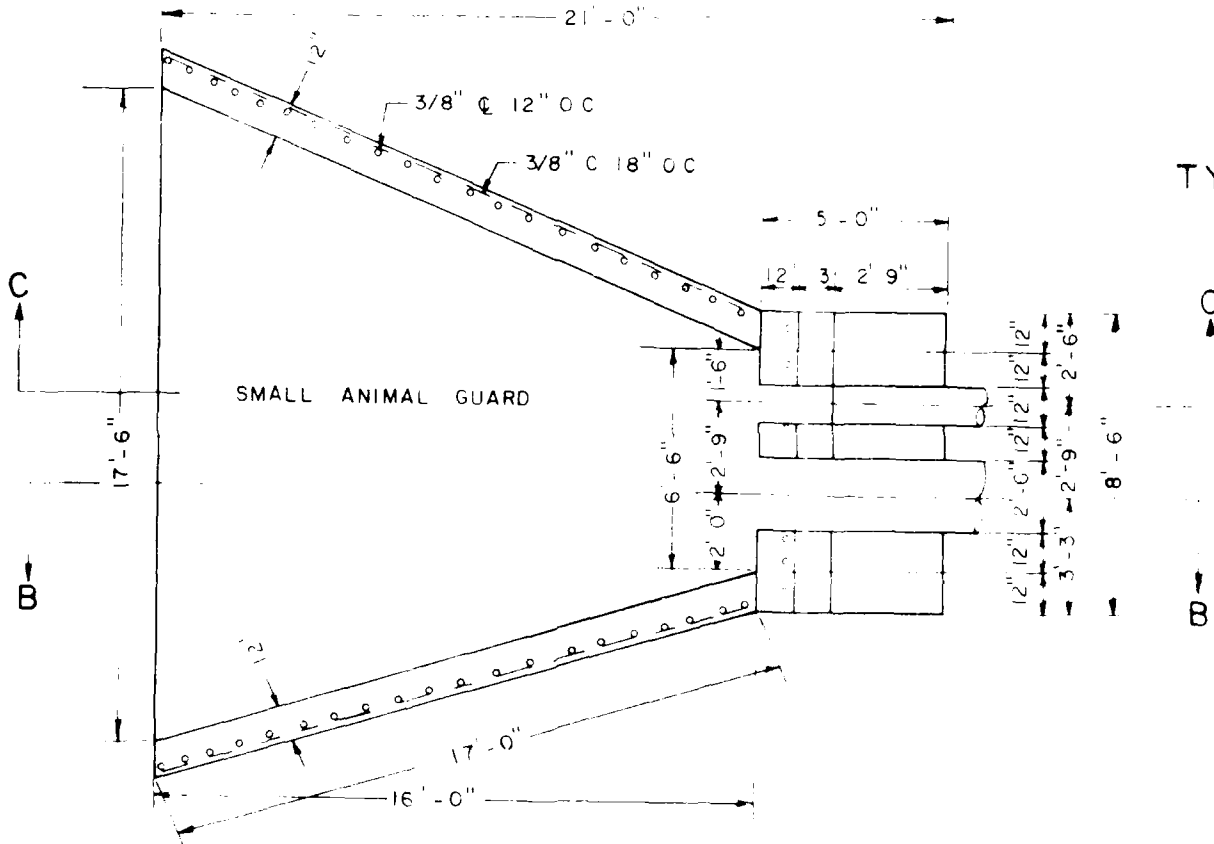 21'-0"
12"
3/8" ℄ 12" O C
3/8" C 18" O C
TY
5-0"
12' 3 2' 9"
C
C
SMALL ANIMAL GUARD
17'-6"
6-6"
1'-6"
2'-9"
2' 0"
12"
12"
12"
12"
2'-0"
12"
12"
2'-6"
2'-9"
3'-3"
8'-6"
B
B
12'
17'-0"
16'-0"